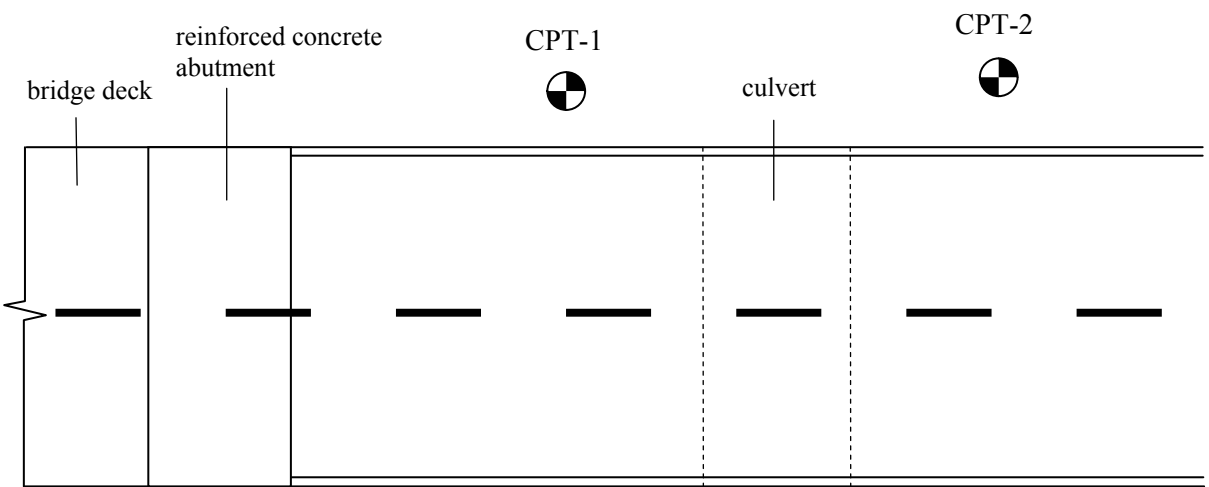 reinforced concrete
abutment
bridge deck
CPT-1
culvert
CPT-2